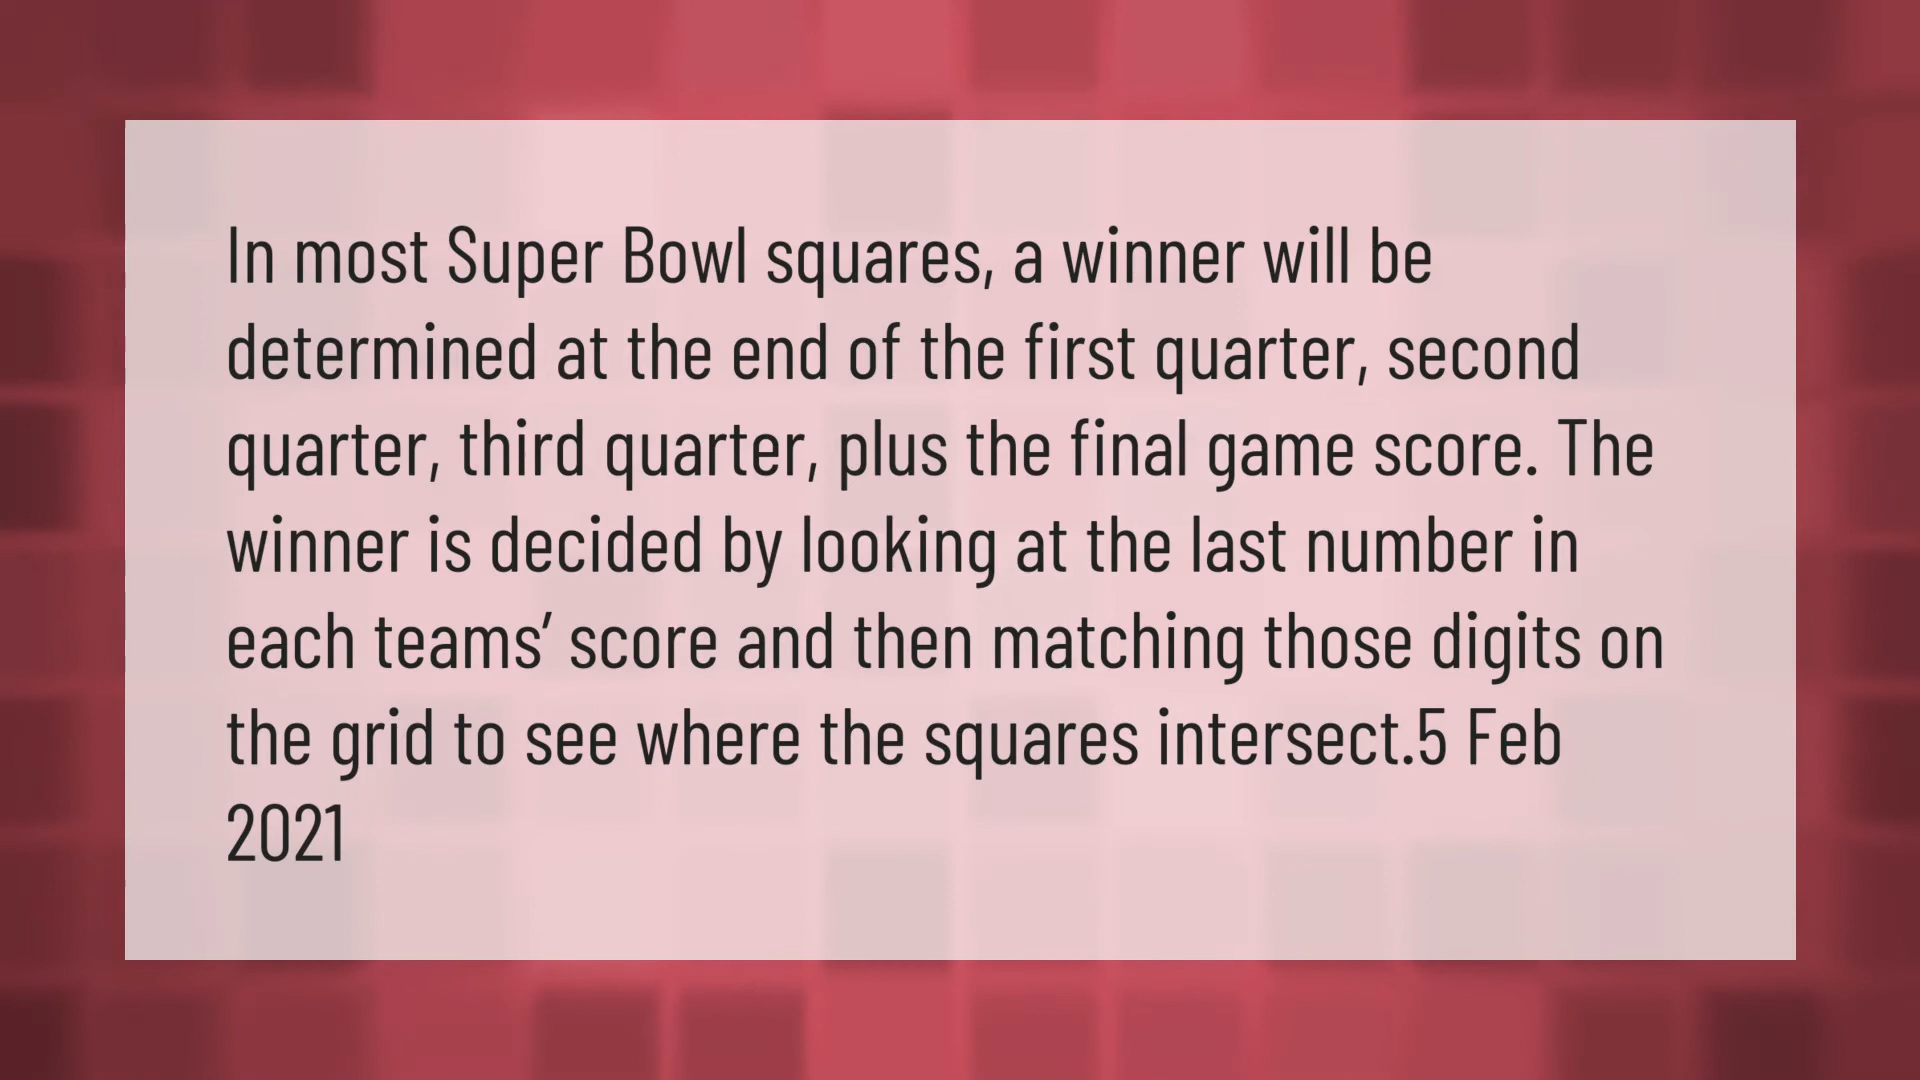 In most Super Bowl squares, a winner will be
determined at the end of the first quarter, second
quarter, third quarter, plus the final game score. The
winner is decided by looking at the last number in
each teams’ score and then matching those digits on
the grid to see where the squares intersect.5 Feb
2021